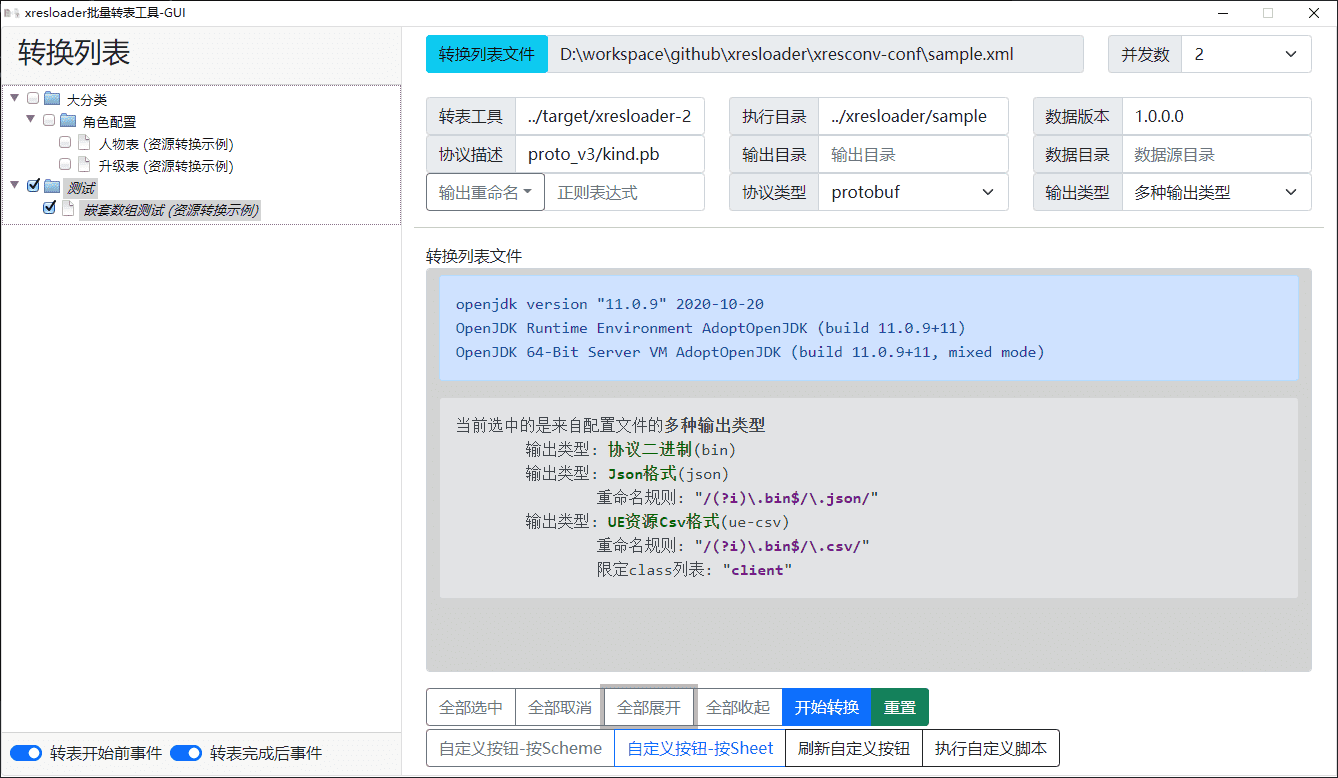 xresloader批量转表工具-GUI
转换列表
大分类
角色配置
人物表 (资源转换示例)
升级表 (资源转换示例)
测试
嵌套数组测试 (资源转换示例)
转表开始前事件 转表完成后事件
转换列表文件 D:\workspace\github\xresloader\xresconv-conf\sample.xml 并发数 2
转表工具 ../target/xresloader-2 执行目录 ../xresloader/sample 数据版本 1.0.0.0
协议描述 proto_v3/kind.pb 输出目录 输出目录 数据目录 数据源目录
输出重命名 正则表达式 协议类型 protobuf 输出类型 多种输出类型
转换列表文件
openjdk version "11.0.9" 2020-10-20
OpenJDK Runtime Environment AdoptOpenJDK (build 11.0.9+11)
OpenJDK 64-Bit Server VM AdoptOpenJDK (build 11.0.9+11, mixed mode)
当前选中的是来自配置文件的多种输出类型
输出类型: 协议二进制(bin)
输出类型: Json格式(json)
重命名规则: "/(?i)\.bin$/\.json/"
输出类型: UE资源Csv格式(ue-csv)
重命名规则: "/(?i)\.bin$/\.csv/"
限定class列表: "client"
全部选中 全部取消 全部展开 全部收起 开始转换 重置
自定义按钮-按Scheme 自定义按钮-按Sheet 刷新自定义按钮 执行自定义脚本